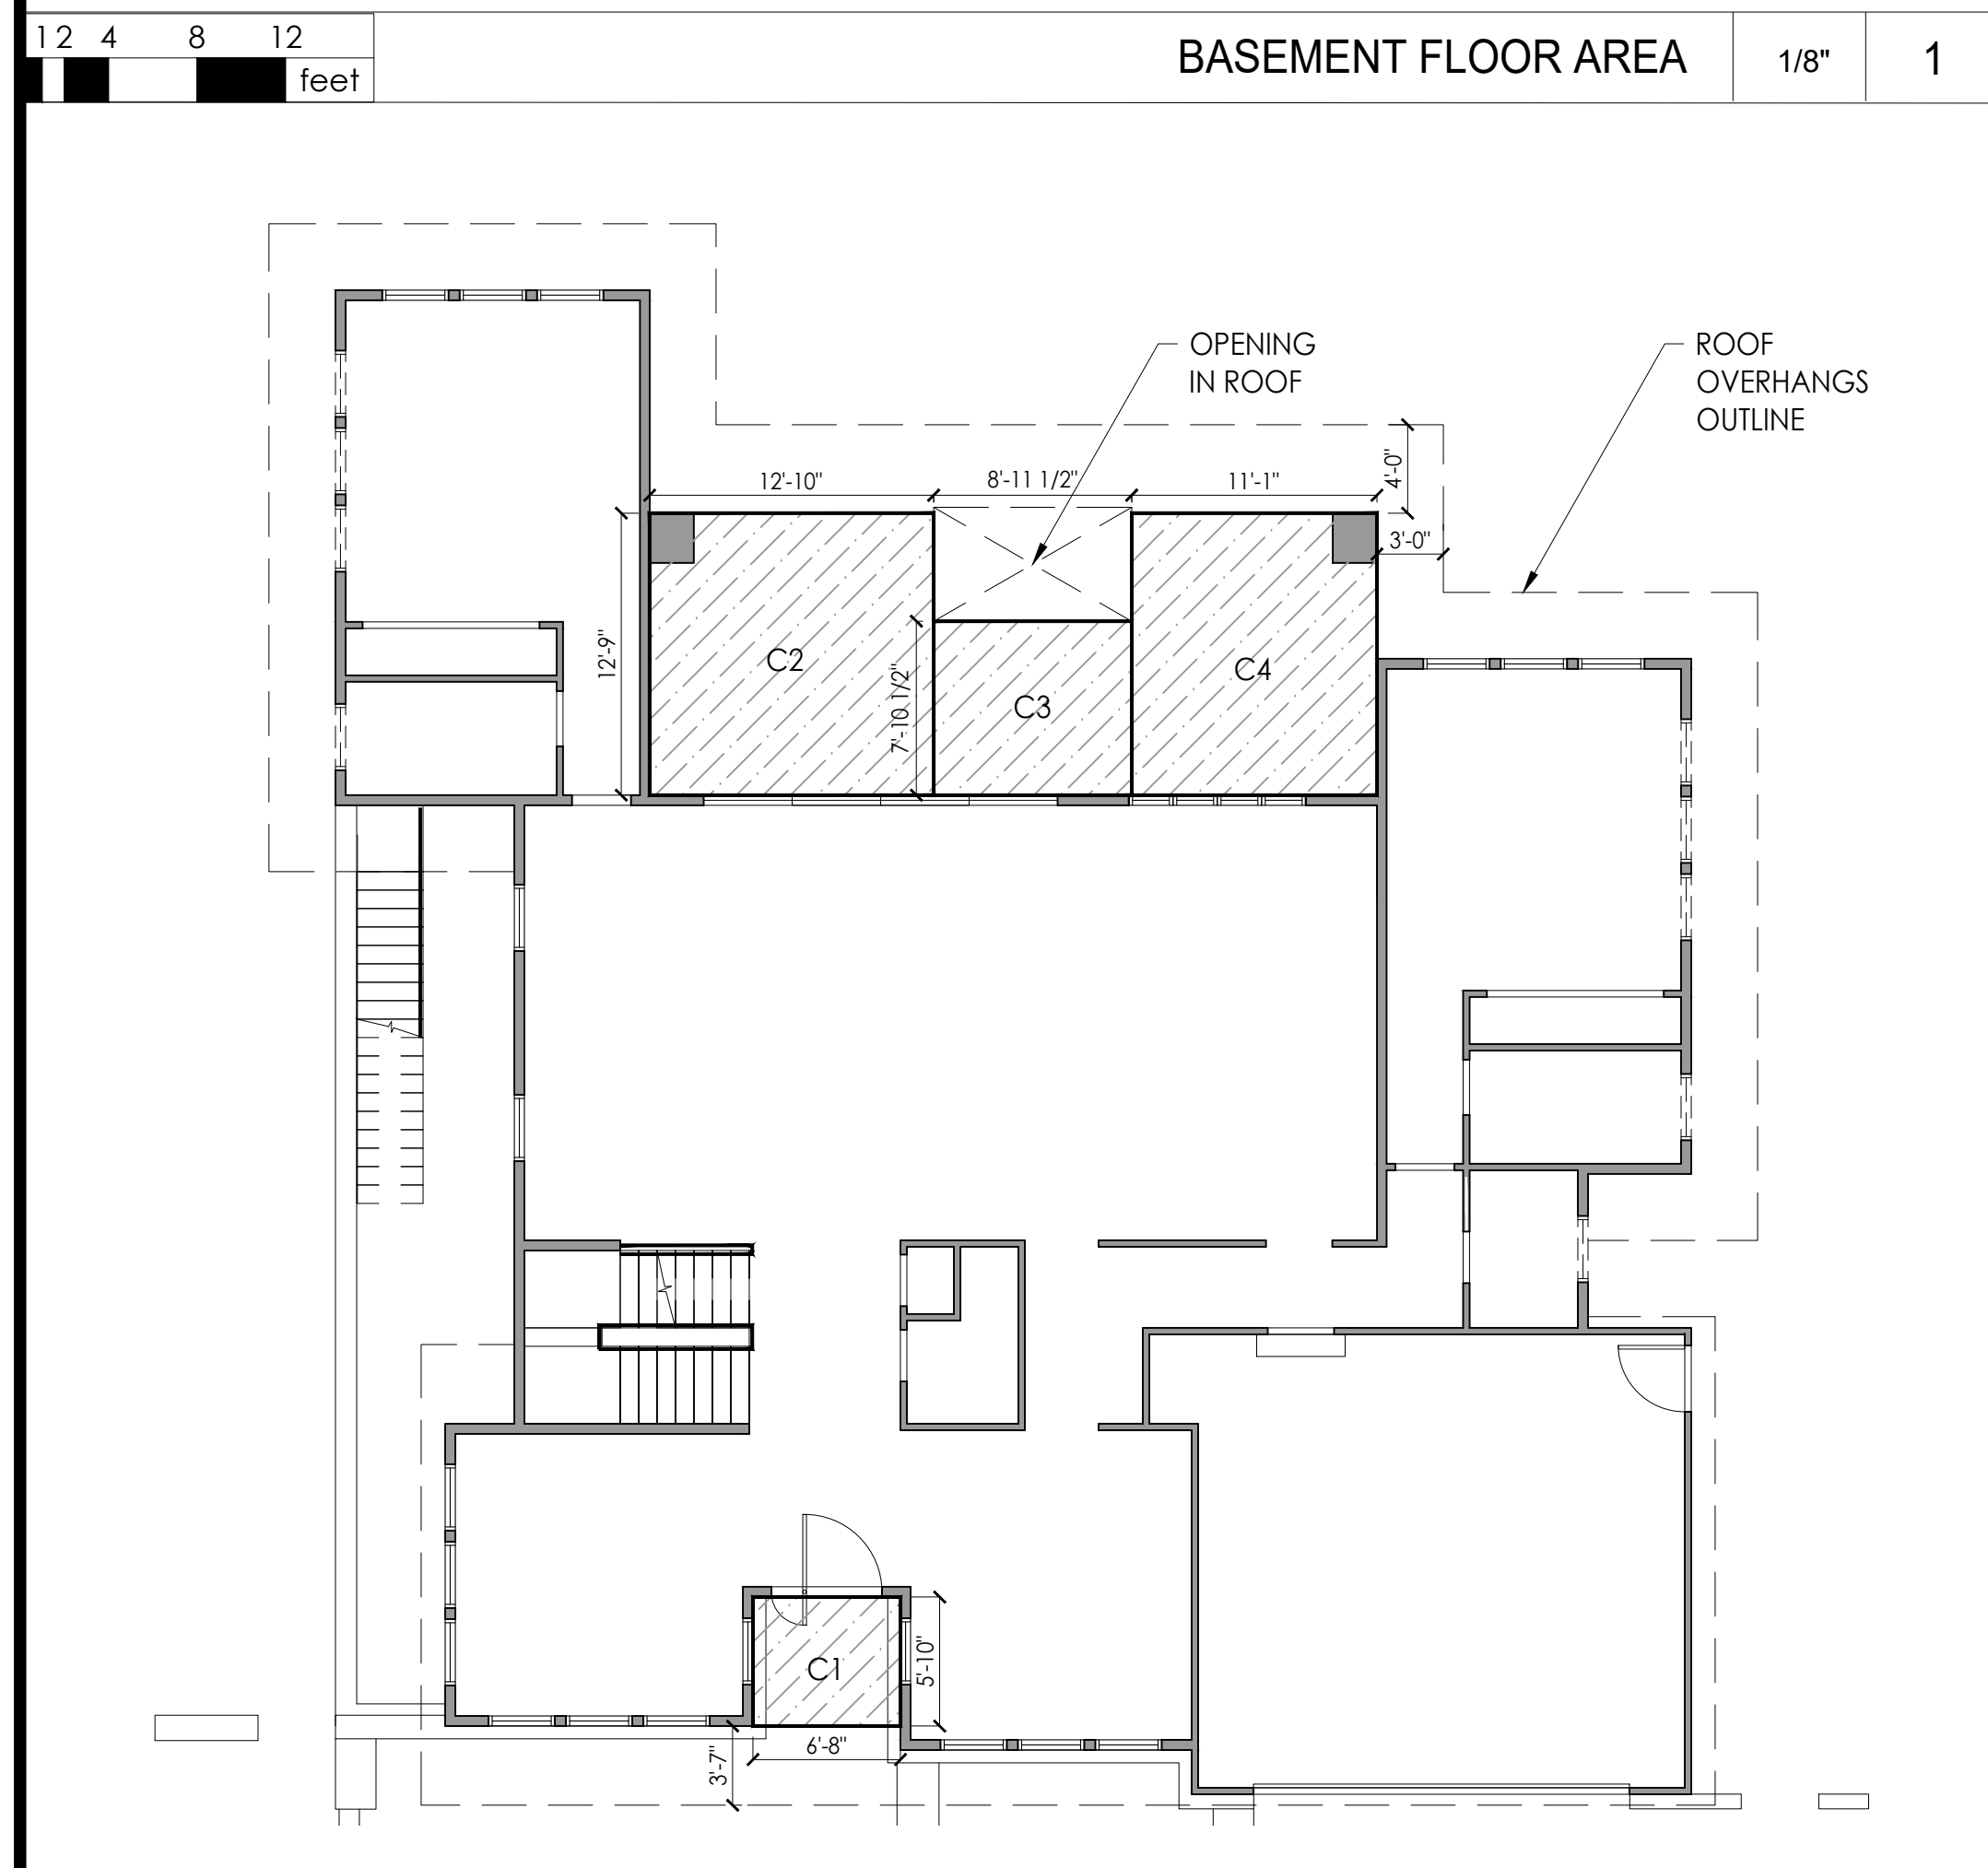 1 2 4 8 12
feet
BASEMENT FLOOR AREA
1/8"
1
OPENING
IN ROOF
ROOF
OVERHANGS
OUTLINE
12'-10"
8'-11 1/2"
11'-1"
4'-0"
3'-0"
12'-9"
C2
7'-10 1/2"
C3
C4
C1
5'-10"
6'-8"
3'-7"